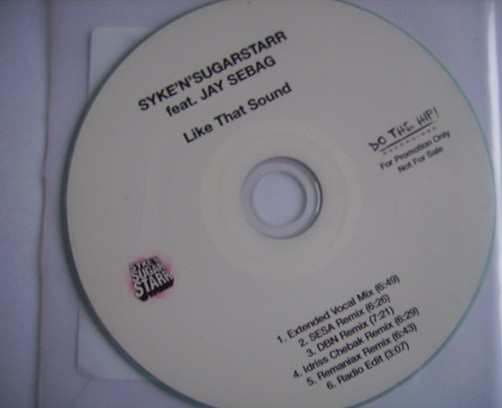 SYKE'N'SUGARSTARR
feat. JAY SEBAG
Like That Sound
DO THE HIP!
RECORDINGS
For Promotion Only
Not For Sale
SYKE'N
SUGAR
STARR
1. Extended Vocal Mix (6:49)
2. SESA Remix (6:26)
3. DBN Remix (7:21)
4. Idriss Chebak Remix (6:29)
5. Remaniax Remix (6:43)
6. Radio Edit (3:07)